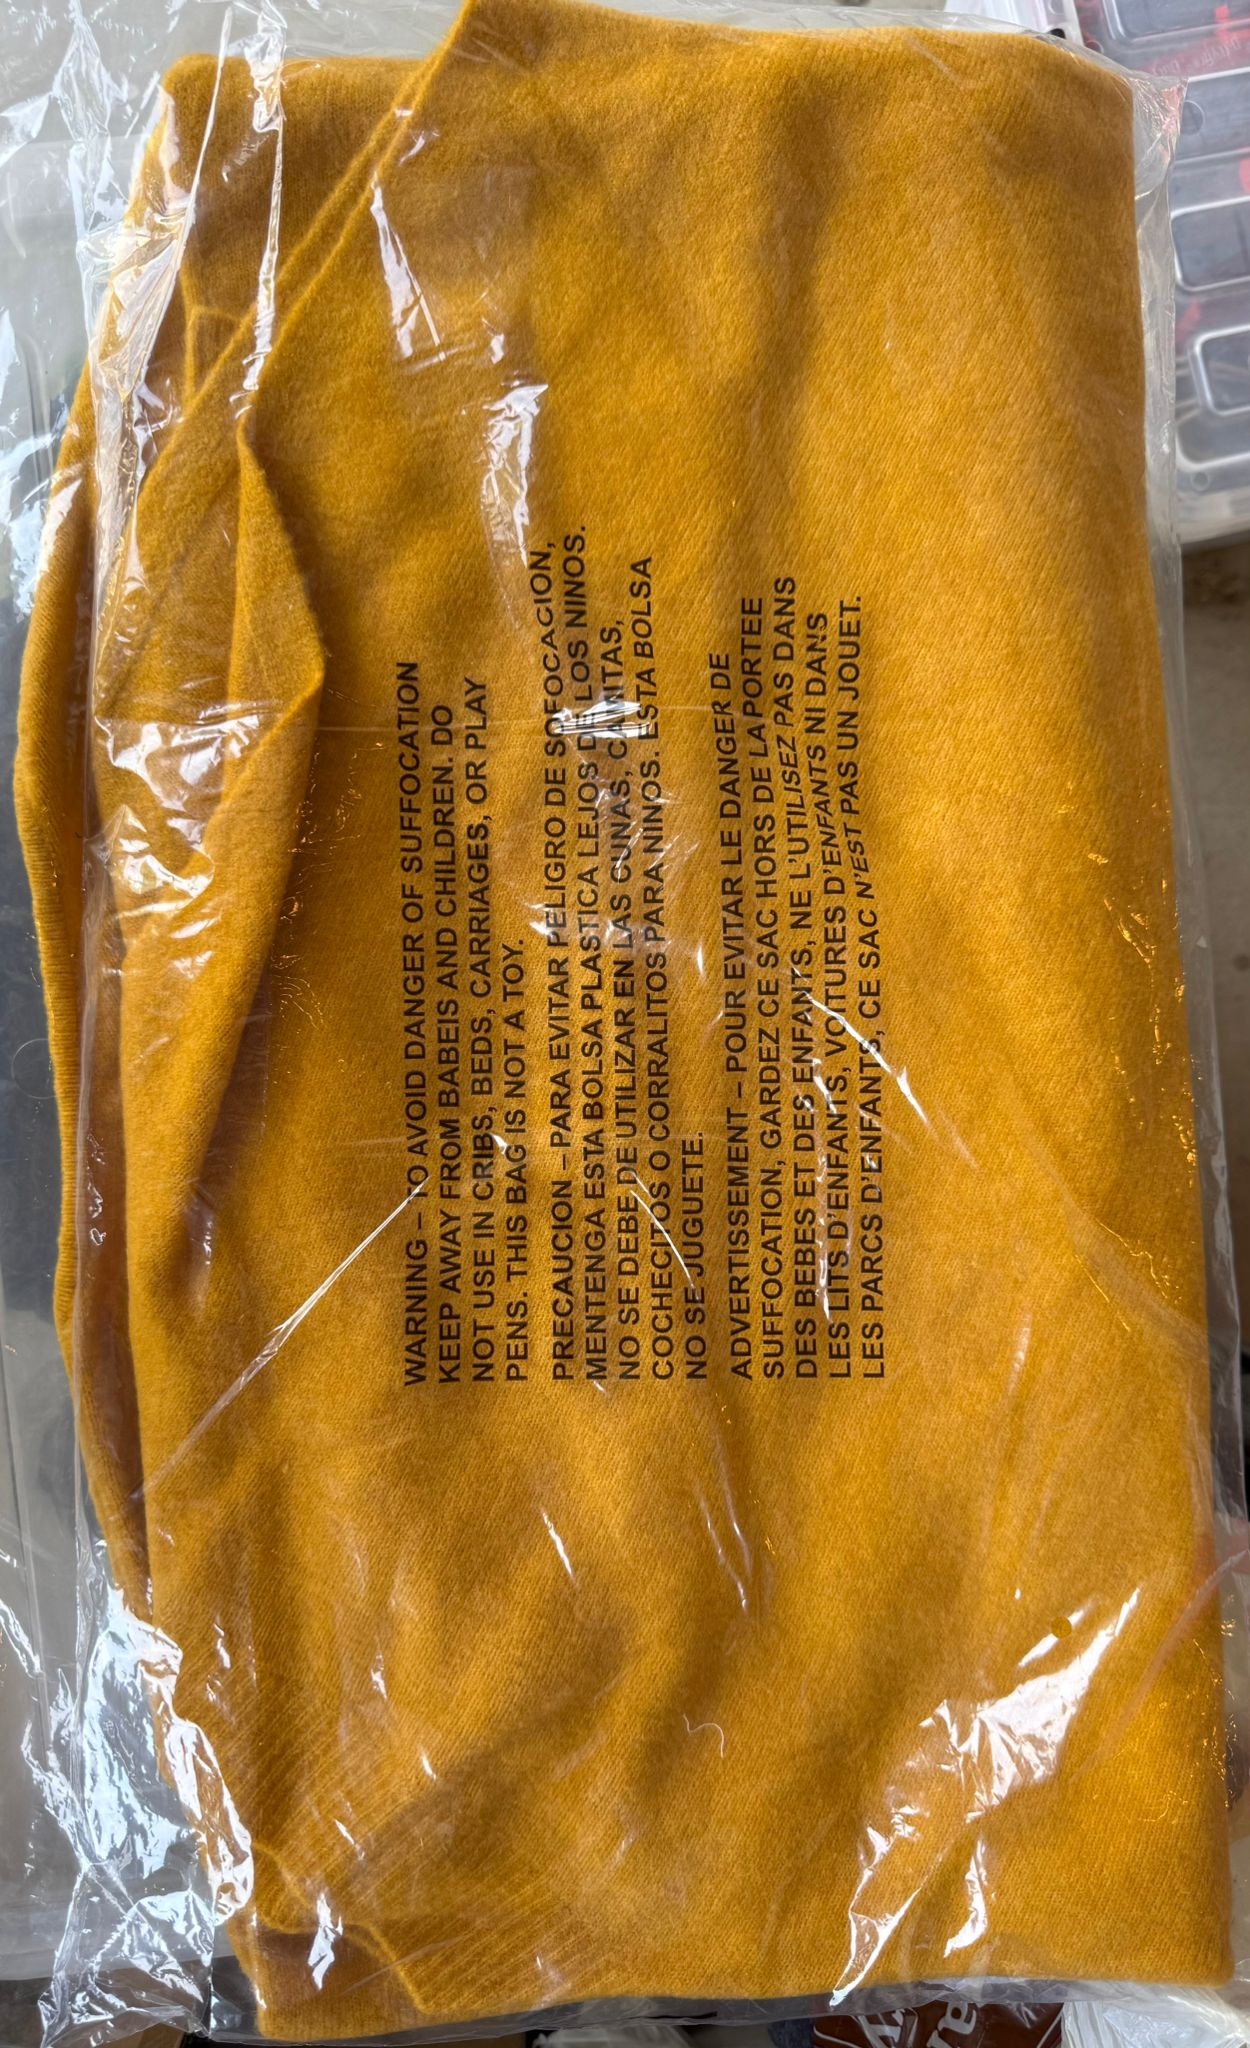 WARNING – TO AVOID DANGER OF SUFFOCATION
KEEP AWAY FROM BABEIS AND CHILDREN. DO
NOT USE IN CRIBS, BEDS, CARRIAGES, OR PLAY
PENS. THIS BAG IS NOT A TOY.
PRECAUCION – PARA EVITAR PELIGRO DE SOFOCACION,
MENTENGA ESTA BOLSA PLASTICA LEJOS DE LOS NINOS.
NO SE DEBE DE UTILIZAR EN LAS CUNAS, CAMITAS,
COCHECITOS O CORRALITOS PARA NINOS. ESTA BOLSA
NO SE JUGUETE.
ADVERTISSEMENT – POUR EVITAR LE DANGER DE
SUFFOCATION, GARDEZ CE SAC HORS DE LA PORTEE
DES BEBES ET DES ENFANTS, NE L'UTILISEZ PAS DANS
LES LITS D'ENFANTS, VOITURES D'ENFANTS NI DANS
LES PARCS D'ENFANTS, CE SAC N'EST PAS UN JOUET.